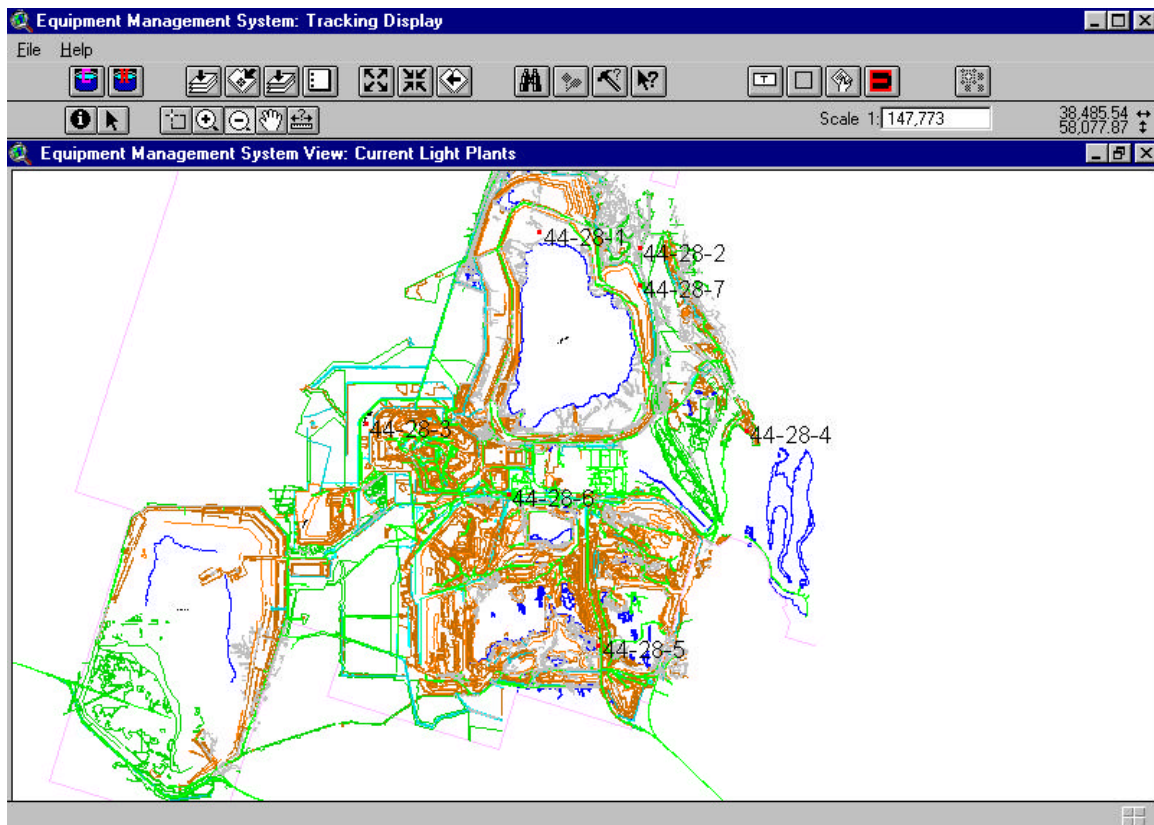 Equipment Management System: Tracking Display
File Help
T
Scale 1: 147,773
38,485.54
58,077.87
Equipment Management System View: Current Light Plants
44-28-1
44-28-2
44-28-7
44-28-3
44-28-4
44-28-6
44-28-5